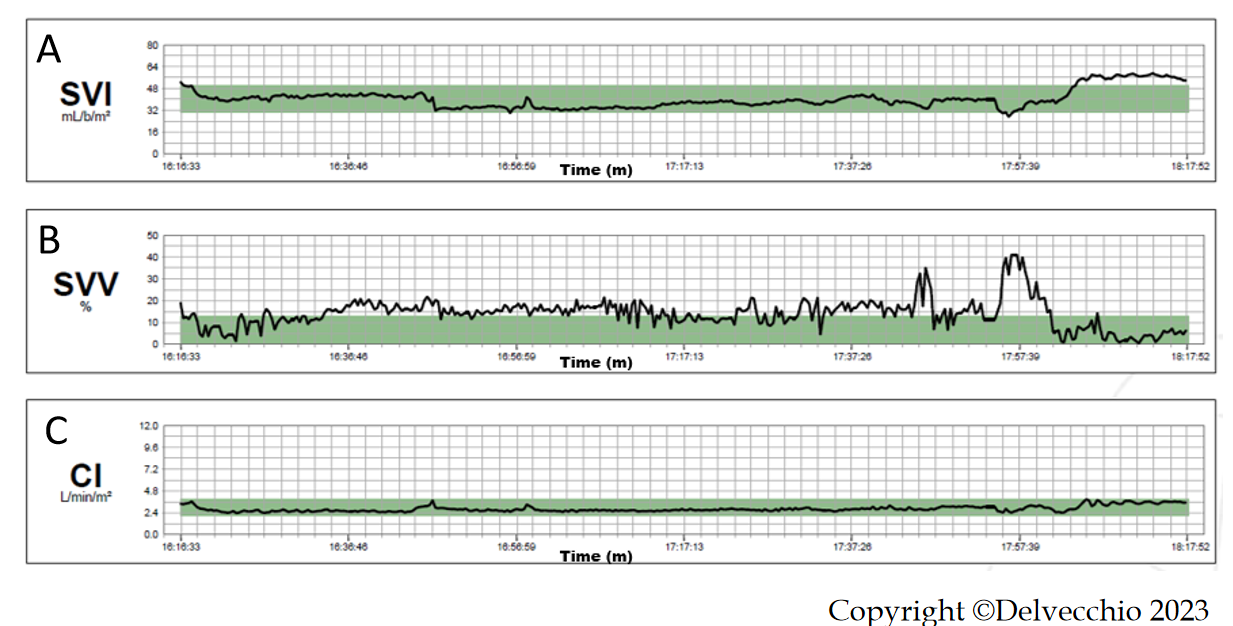 A
SVI
mL/b/m²
80
64
48
32
16
0
16:16:33 16:36:46 16:56:59 17:17:13 17:37:26 17:57:39 18:17:52
Time (m)
B
SVV
%
50
40
30
20
10
0
16:16:33 16:36:46 16:56:59 17:17:13 17:37:26 17:57:39 18:17:52
Time (m)
C
CI
L/min/m²
12.0
9.6
7.2
4.8
2.4
0.0
16:16:33 16:36:46 16:56:59 17:17:13 17:37:26 17:57:39 18:17:52
Time (m)
Copyright ©Delvecchio 2023